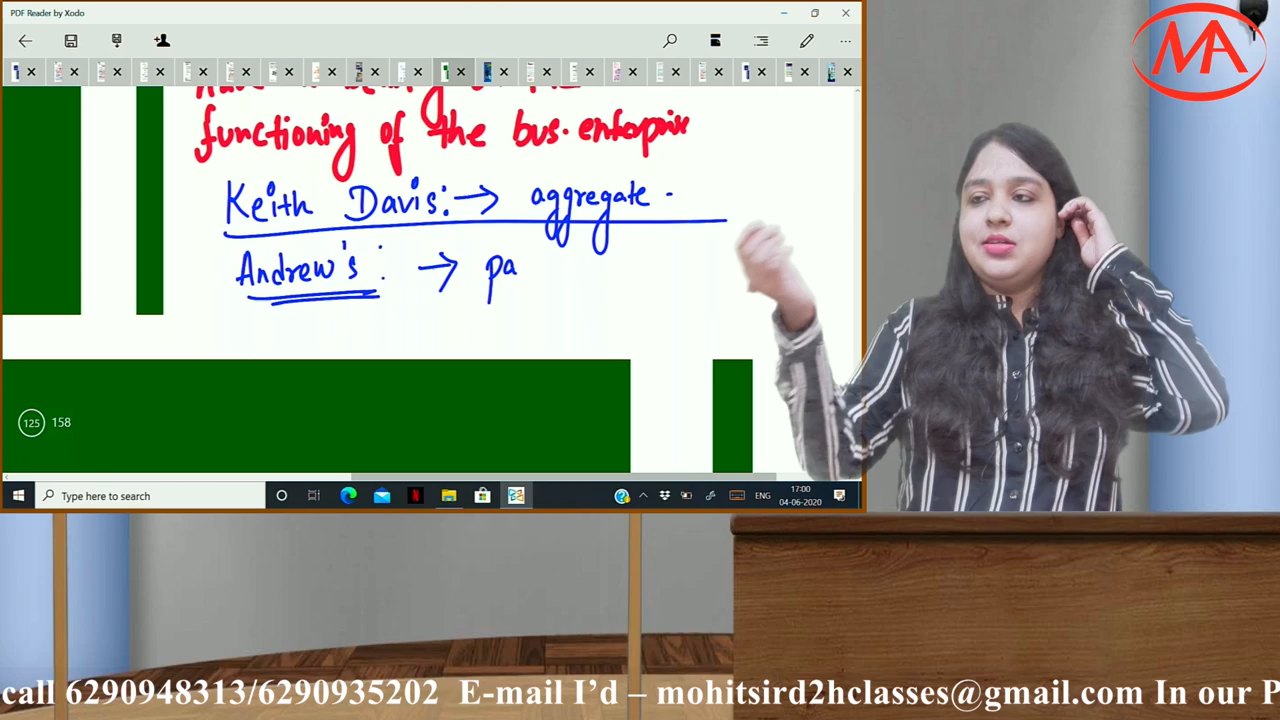 PDF Reader by Xodo
MA
functioning of the bus. enterprise
Keith Davis: → aggregate -
Andrew's : → pa
125 158
Type here to search
ENG
17:00
04-06-2020
call 6290948313/6290935202 E-mail I'd – mohitsird2hclasses@gmail.com In our P